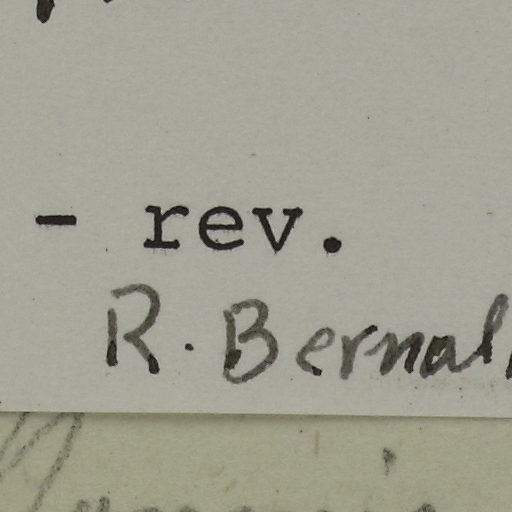 - rev.
R. Bernal